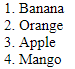 1. Banana
2. Orange
3. Apple
4. Mango